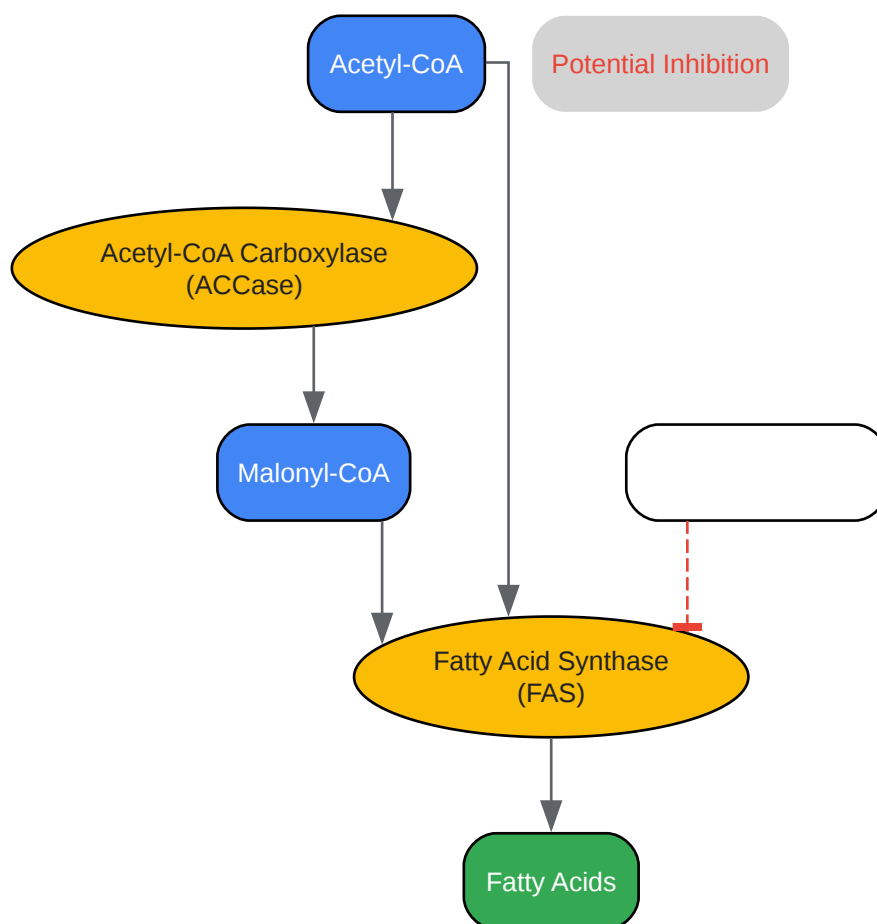 Acetyl-CoA
Potential Inhibition
Acetyl-CoA Carboxylase
(ACCase)
Malonyl-CoA
Fatty Acid Synthase
(FAS)
Fatty Acids